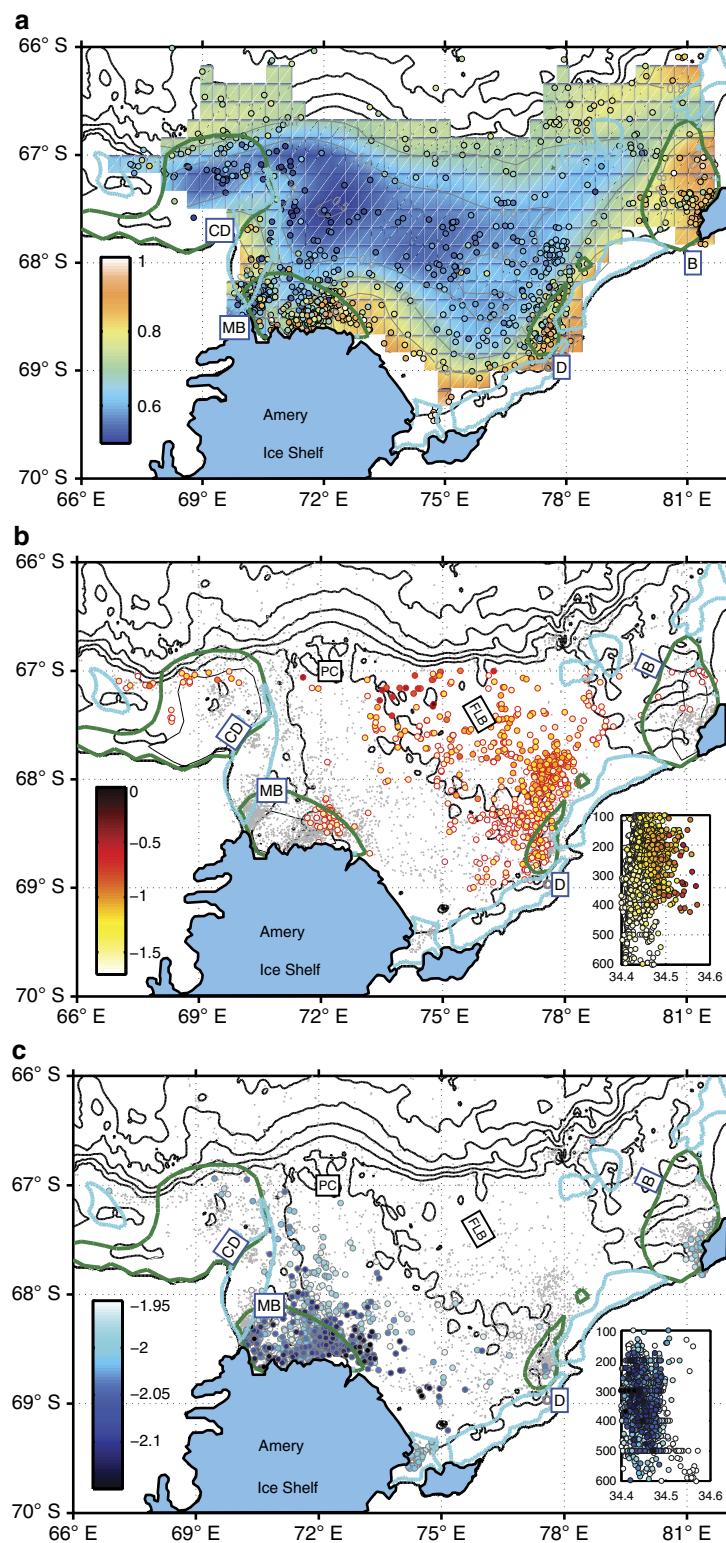 a
66° S
67° S
68° S
69° S
70° S
CD
MB
B
D
1
0.8
0.6
Amery
Ice Shelf
66° E
69° E
72° E
75° E
78° E
81° E
b
66° S
67° S
68° S
69° S
70° S
PC
FLB
B
CD
MB
D
0
−0.5
−1
−1.5
100
200
300
400
500
600
34.4
34.5
34.6
Amery
Ice Shelf
66° E
69° E
72° E
75° E
78° E
81° E
c
66° S
67° S
68° S
69° S
70° S
PC
FLB
B
CD
MB
D
−1.95
−2
−2.05
−2.1
100
200
300
400
500
600
34.4
34.5
34.6
Amery
Ice Shelf
66° E
69° E
72° E
75° E
78° E
81° E